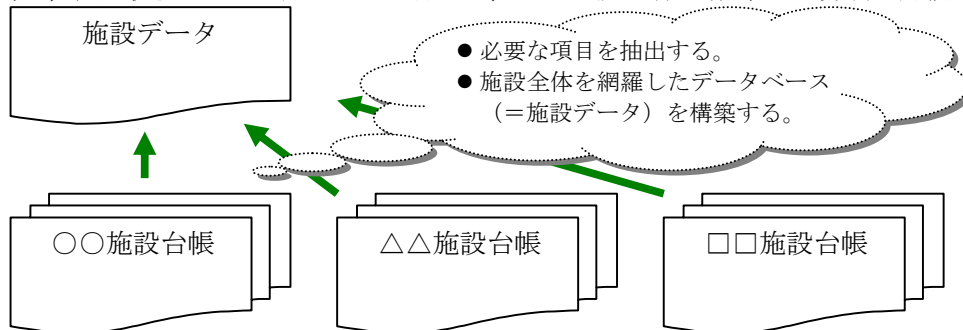 施設データ
● 必要な項目を抽出する。
● 施設全体を網羅したデータベース
（＝施設データ）を構築する。
○○施設台帳
△△施設台帳
□□施設台帳